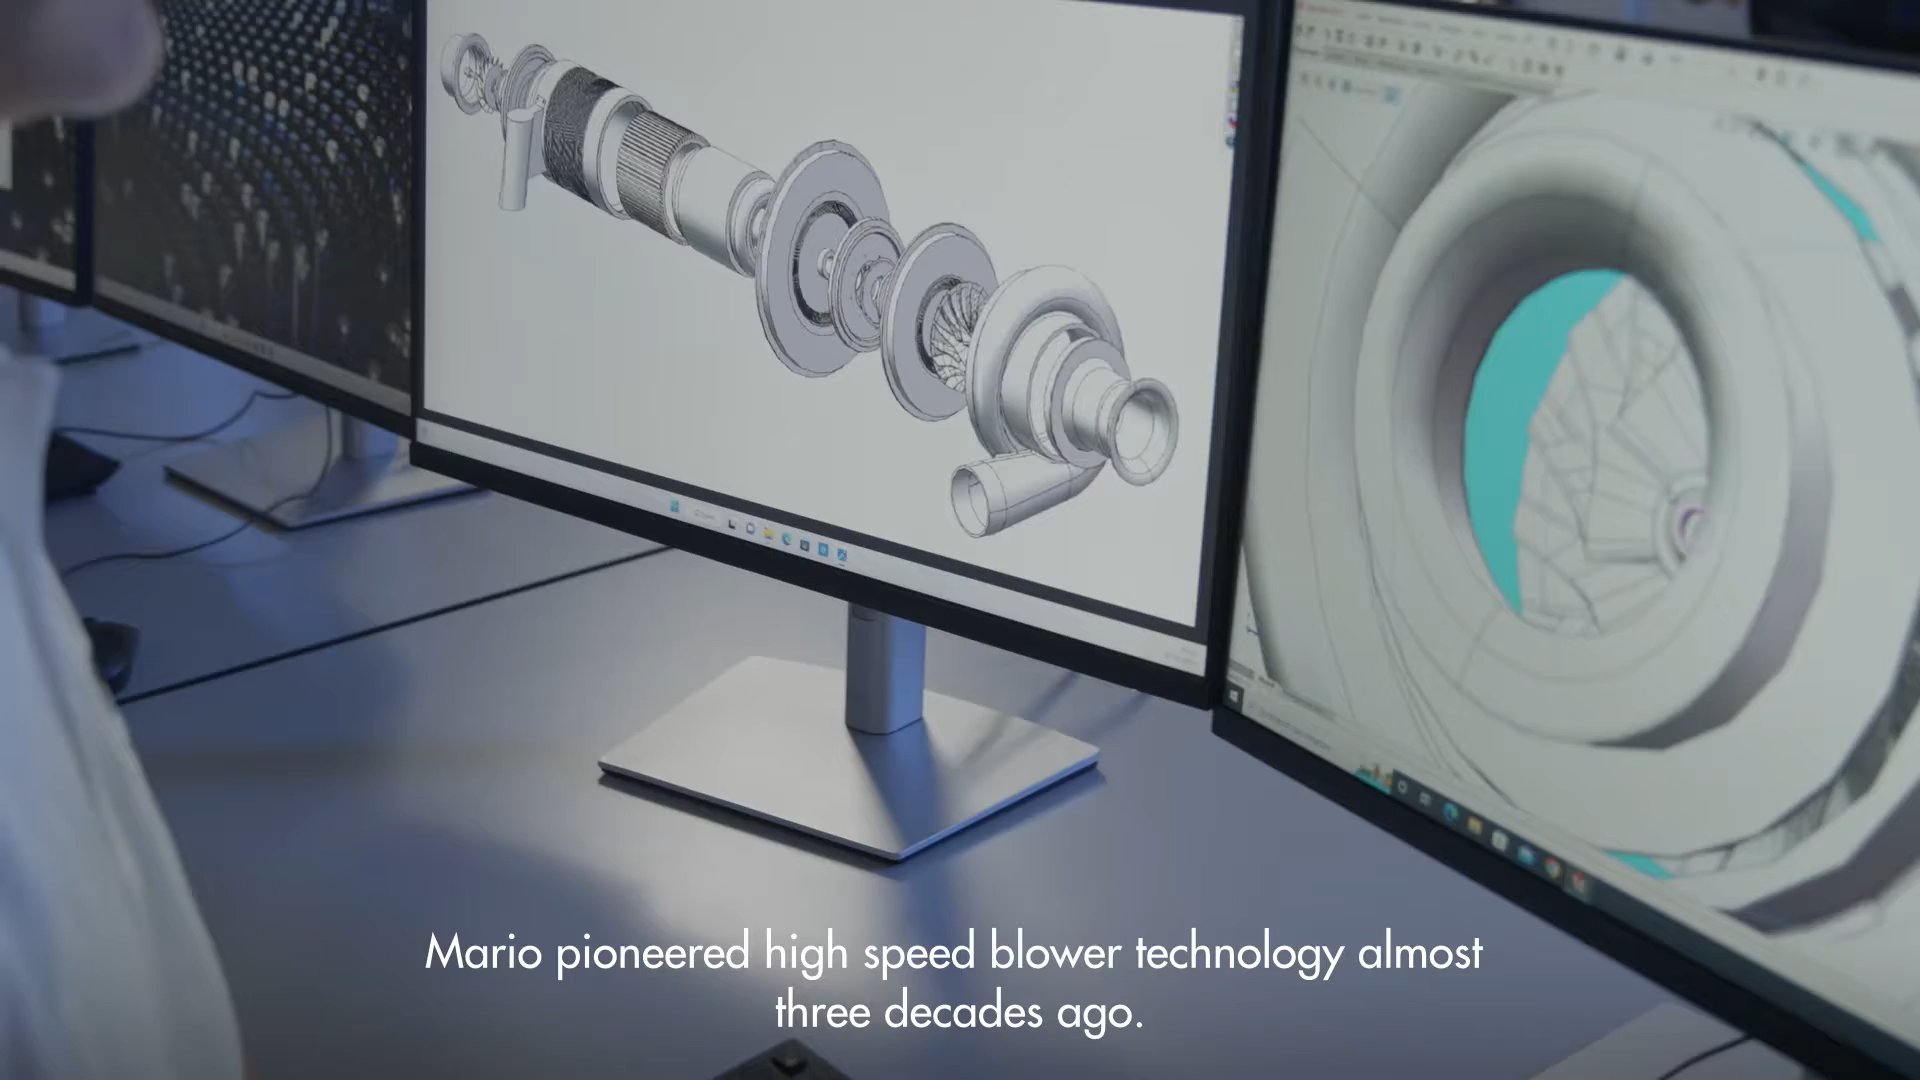 Mario pioneered high speed blower technology almost
three decades ago.